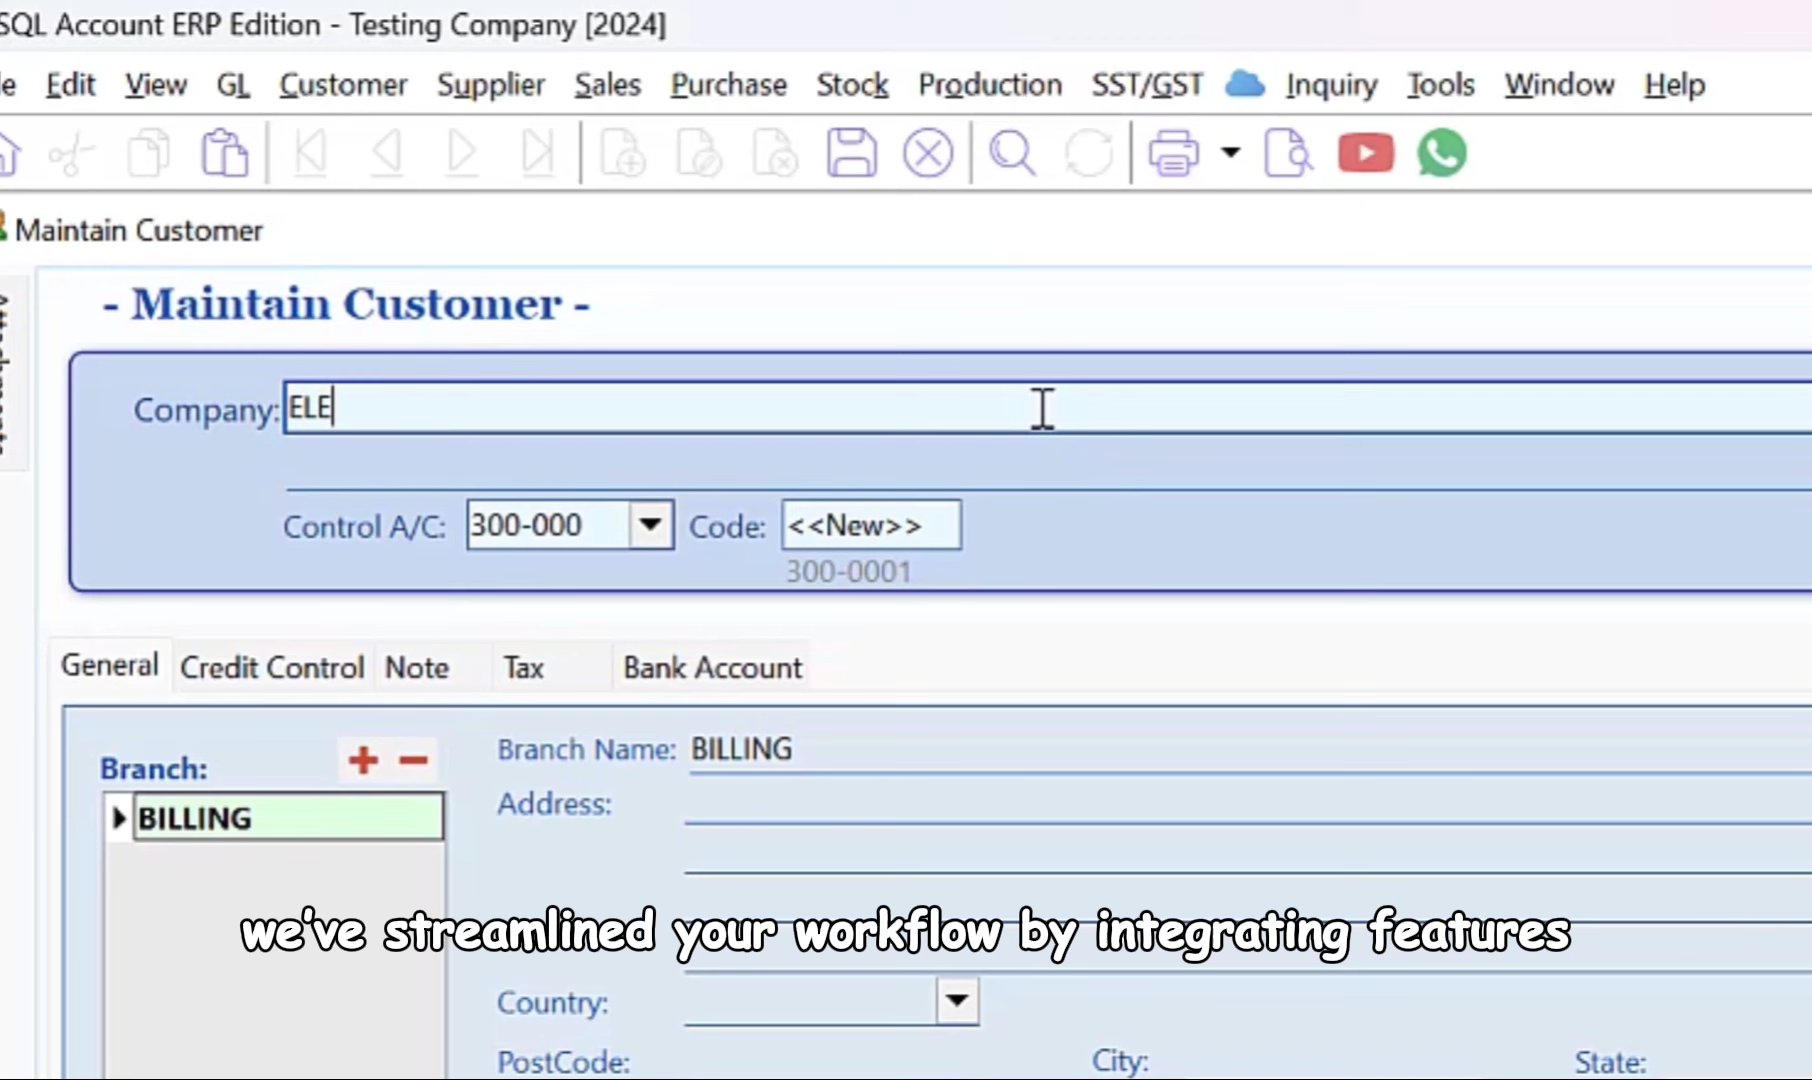 SQL Account ERP Edition - Testing Company [2024]
Edit View GL Customer Supplier Sales Purchase Stock Production SST/GST Inquiry Tools Window Help
Maintain Customer
- Maintain Customer -
Company: ELE
Control A/C: 300-000 Code: <<New>>
300-0001
General Credit Control Note Tax Bank Account
Branch: Branch Name: BILLING
BILLING Address:
we've streamlined your workflow by integrating features
Country:
PostCode: City: State: